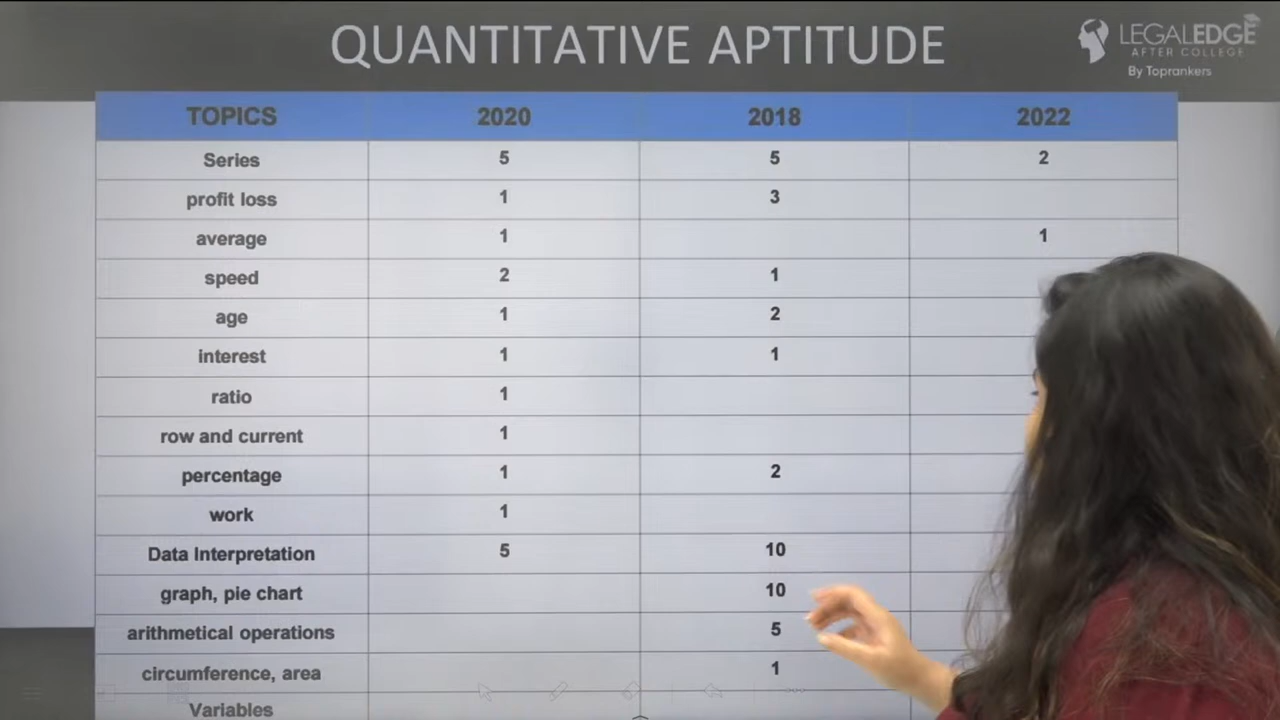 QUANTITATIVE APTITUDE
LEGALEDGE
AFTER COLLEGE
By Toprankers
TOPICS 2020 2018 2022
Series 5 5 2
profit loss 1 3
average 1 1
speed 2 1
age 1 2
interest 1 1
ratio 1
row and current 1
percentage 1 2
work 1
Data Interpretation 5 10
graph, pie chart 10
arithmetical operations 5
circumference, area 1
Variables